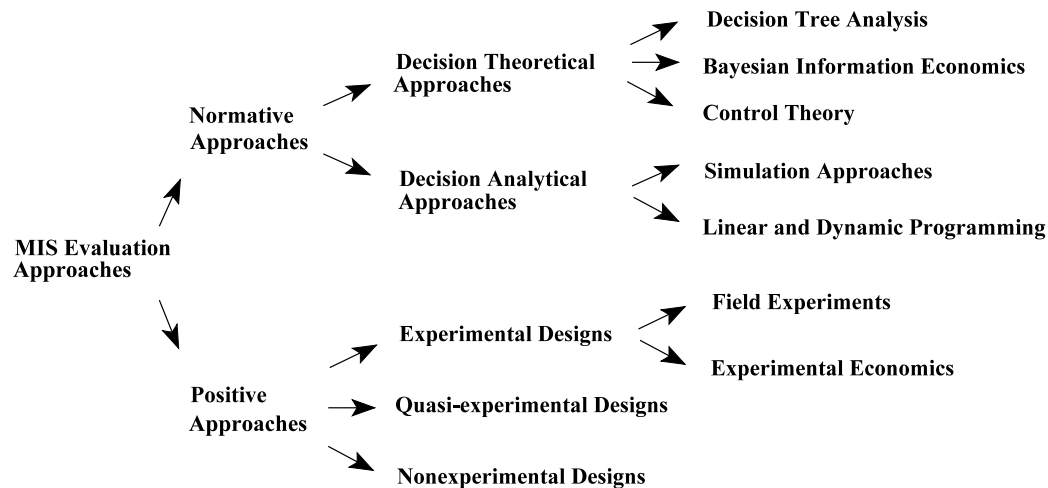 MIS Evaluation
Approaches
Normative
Approaches
Decision Theoretical
Approaches
Decision Tree Analysis
Bayesian Information Economics
Control Theory
Decision Analytical
Approaches
Simulation Approaches
Linear and Dynamic Programming
Positive
Approaches
Experimental Designs
Field Experiments
Experimental Economics
Quasi-experimental Designs
Nonexperimental Designs